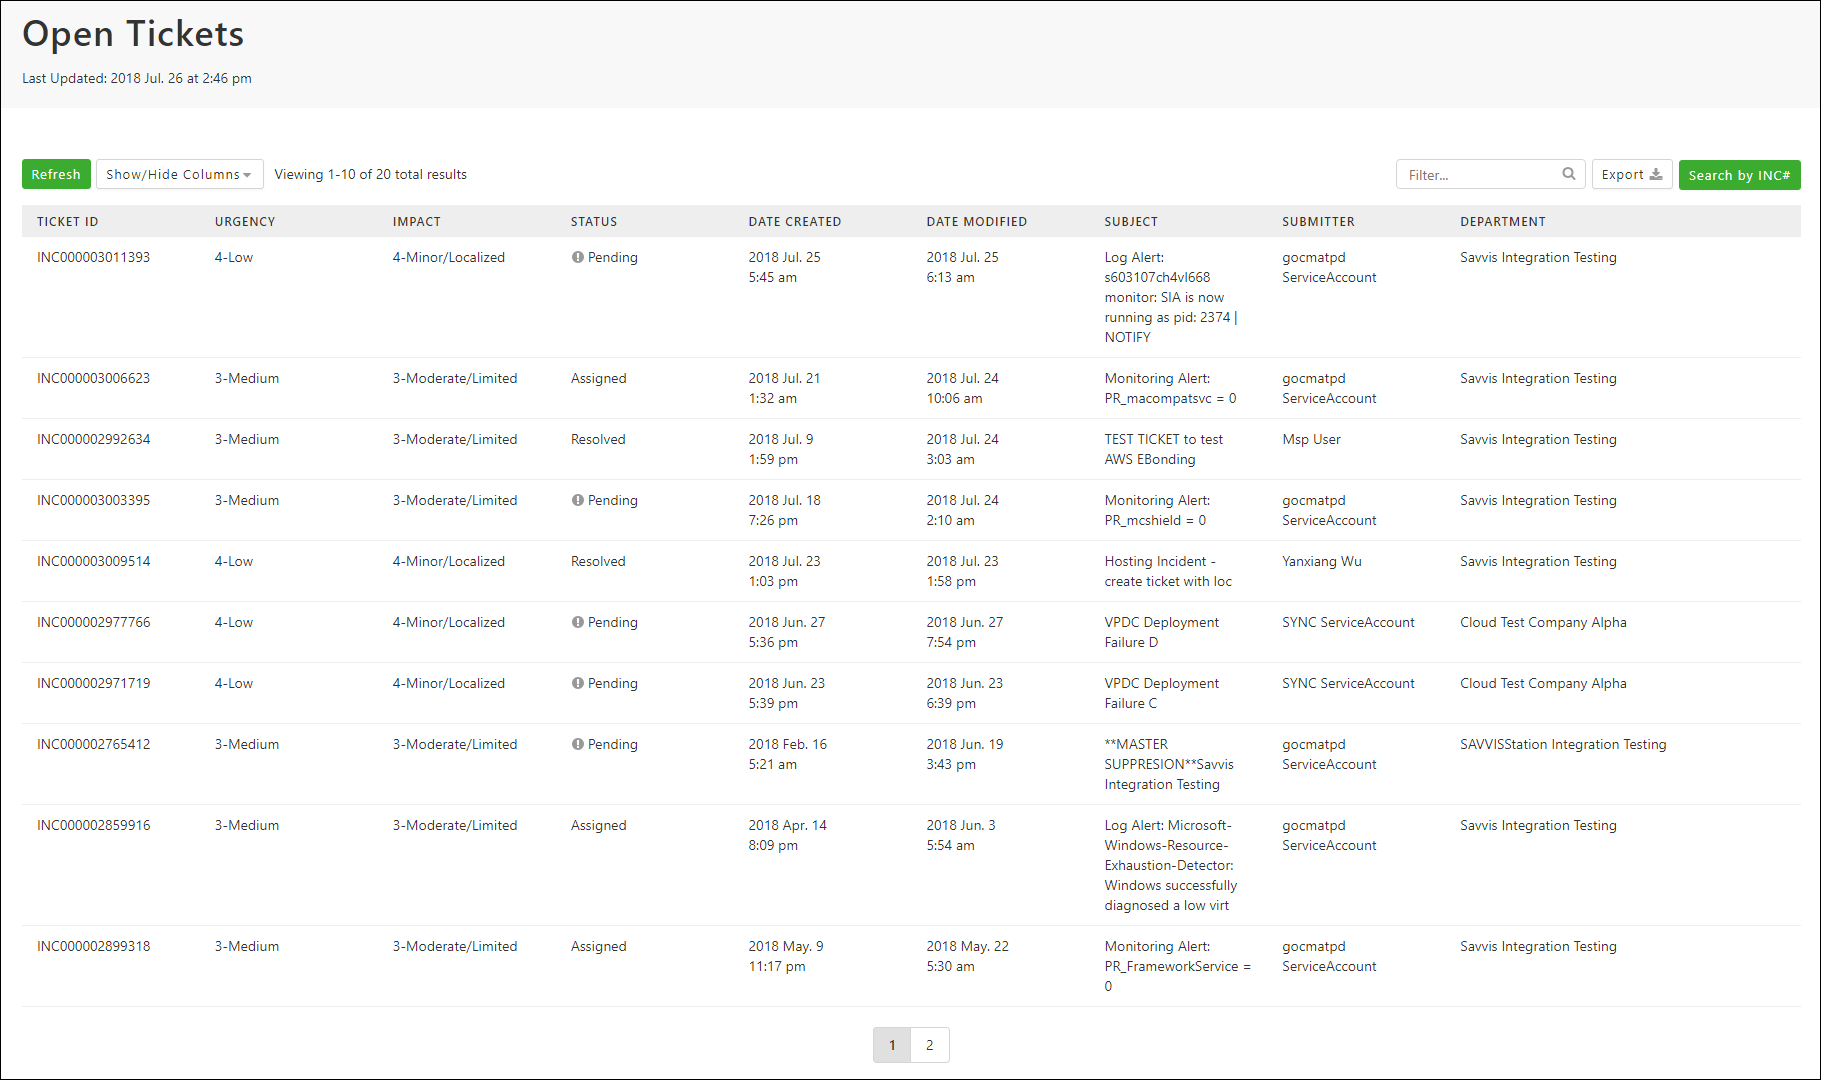 Open Tickets
Last Updated: 2018 Jul. 26 at 2:46 pm
Refresh Show/Hide Columns Viewing 1-10 of 20 total results Filter... Export Search by INC#
TICKET ID URGENCY IMPACT STATUS DATE CREATED DATE MODIFIED SUBJECT SUBMITTER DEPARTMENT
INC000003011393 4-Low 4-Minor/Localized Pending 2018 Jul. 25 2018 Jul. 25 Log Alert: gocmatpd Savvis Integration Testing
5:45 am 6:13 am s603107ch4vl668 ServiceAccount
monitor: SIA is now
running as pid: 2374 |
NOTIFY
INC000003006623 3-Medium 3-Moderate/Limited Assigned 2018 Jul. 21 2018 Jul. 24 Monitoring Alert: gocmatpd Savvis Integration Testing
1:32 am 10:06 am PR_macompatsvc = 0 ServiceAccount
INC000002992634 3-Medium 3-Moderate/Limited Resolved 2018 Jul. 9 2018 Jul. 24 TEST TICKET to test Msp User Savvis Integration Testing
1:59 pm 3:03 am AWS EBonding
INC000003003395 3-Medium 3-Moderate/Limited Pending 2018 Jul. 18 2018 Jul. 24 Monitoring Alert: gocmatpd Savvis Integration Testing
7:26 pm 2:10 am PR_mcshield = 0 ServiceAccount
INC000003009514 4-Low 4-Minor/Localized Resolved 2018 Jul. 23 2018 Jul. 23 Hosting Incident - Yanxiang Wu Savvis Integration Testing
1:03 pm 1:58 pm create ticket with loc
INC000002977766 4-Low 4-Minor/Localized Pending 2018 Jun. 27 2018 Jun. 27 VPDC Deployment SYNC ServiceAccount Cloud Test Company Alpha
5:36 pm 7:54 pm Failure D
INC000002971719 4-Low 4-Minor/Localized Pending 2018 Jun. 23 2018 Jun. 23 VPDC Deployment SYNC ServiceAccount Cloud Test Company Alpha
5:39 pm 6:39 pm Failure C
INC000002765412 3-Medium 3-Moderate/Limited Pending 2018 Feb. 16 2018 Jun. 19 **MASTER gocmatpd SAVVISStation Integration Testing
5:21 am 3:43 pm SUPPRESION**Savvis ServiceAccount
Integration Testing
INC000002859916 3-Medium 3-Moderate/Limited Assigned 2018 Apr. 14 2018 Jun. 3 Log Alert: Microsoft- gocmatpd Savvis Integration Testing
8:09 pm 5:54 am Windows-Resource- ServiceAccount
Exhaustion-Detector:
Windows successfully
diagnosed a low virt
INC000002899318 3-Medium 3-Moderate/Limited Assigned 2018 May. 9 2018 May. 22 Monitoring Alert: gocmatpd Savvis Integration Testing
11:17 pm 5:30 am PR_FrameworkService = ServiceAccount
0
1 2